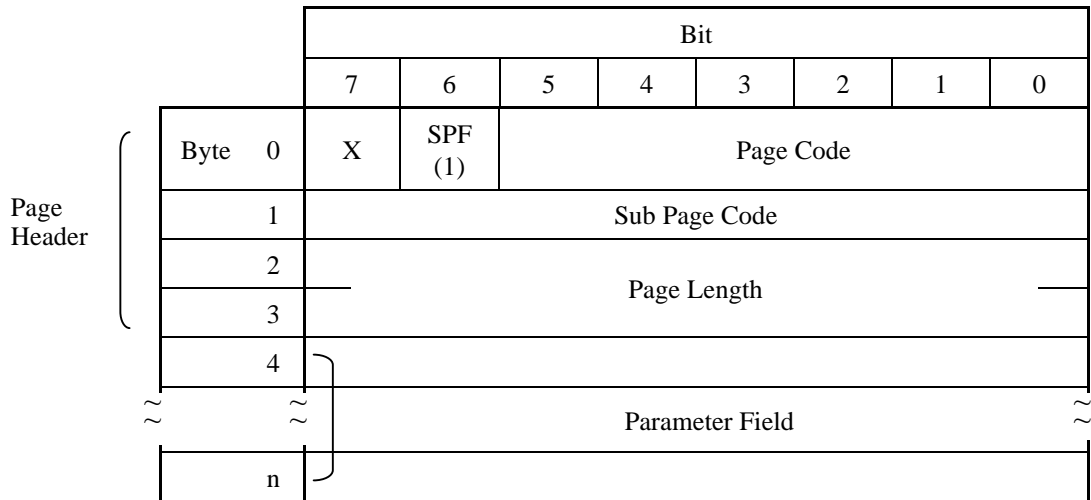 Bit
7 6 5 4 3 2 1 0
Byte 0 X SPF (1) Page Code
Page Header
1 Sub Page Code
2
Page Length
3
4
~ ~ ~
~ ~ ~
Parameter Field
n